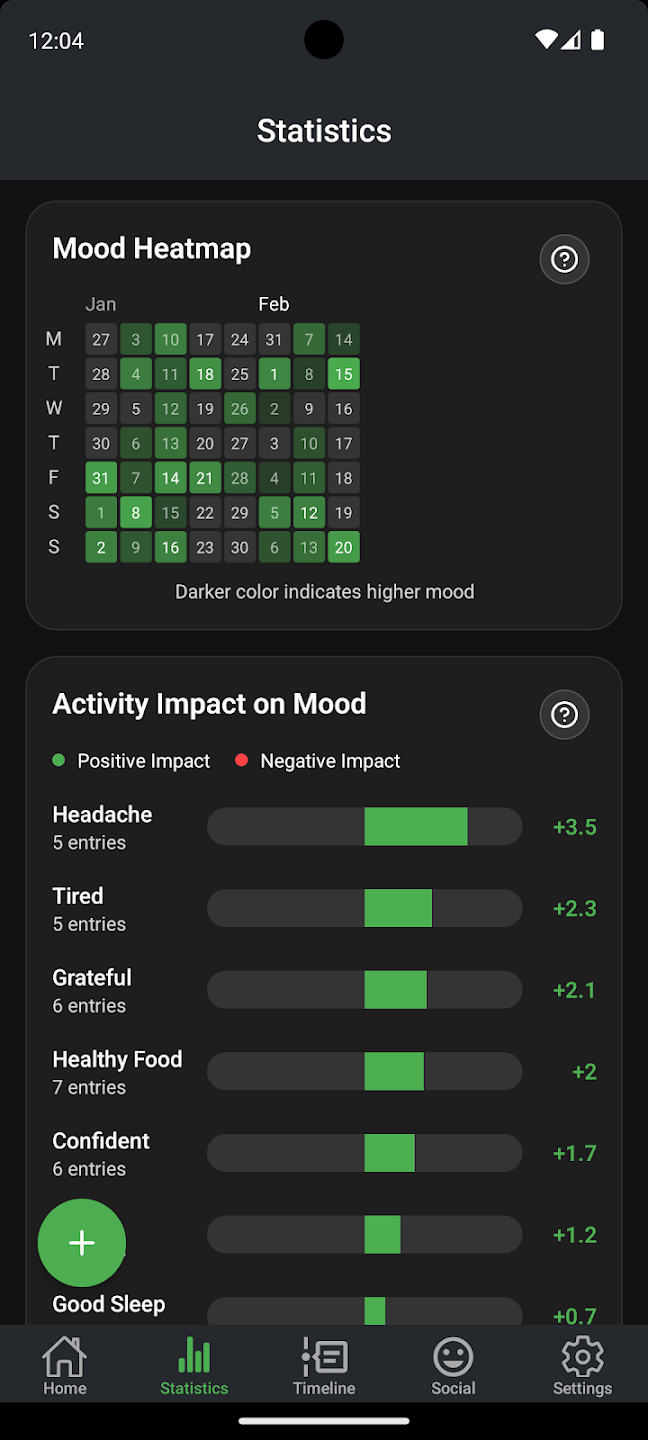 12:04
Statistics
Mood Heatmap
Jan Feb
M 27 3 10 17 24 31 7 14
T 28 4 11 18 25 1 8 15
W 29 5 12 19 26 2 9 16
T 30 6 13 20 27 3 10 17
F 31 7 14 21 28 4 11 18
S 1 8 15 22 29 5 12 19
S 2 9 16 23 30 6 13 20
Darker color indicates higher mood
Activity Impact on Mood
Positive Impact Negative Impact
Headache
5 entries
+3.5
Tired
5 entries
+2.3
Grateful
6 entries
+2.1
Healthy Food
7 entries
+2
Confident
6 entries
+1.7
+1.2
Good Sleep
+0.7
Home Statistics Timeline Social Settings